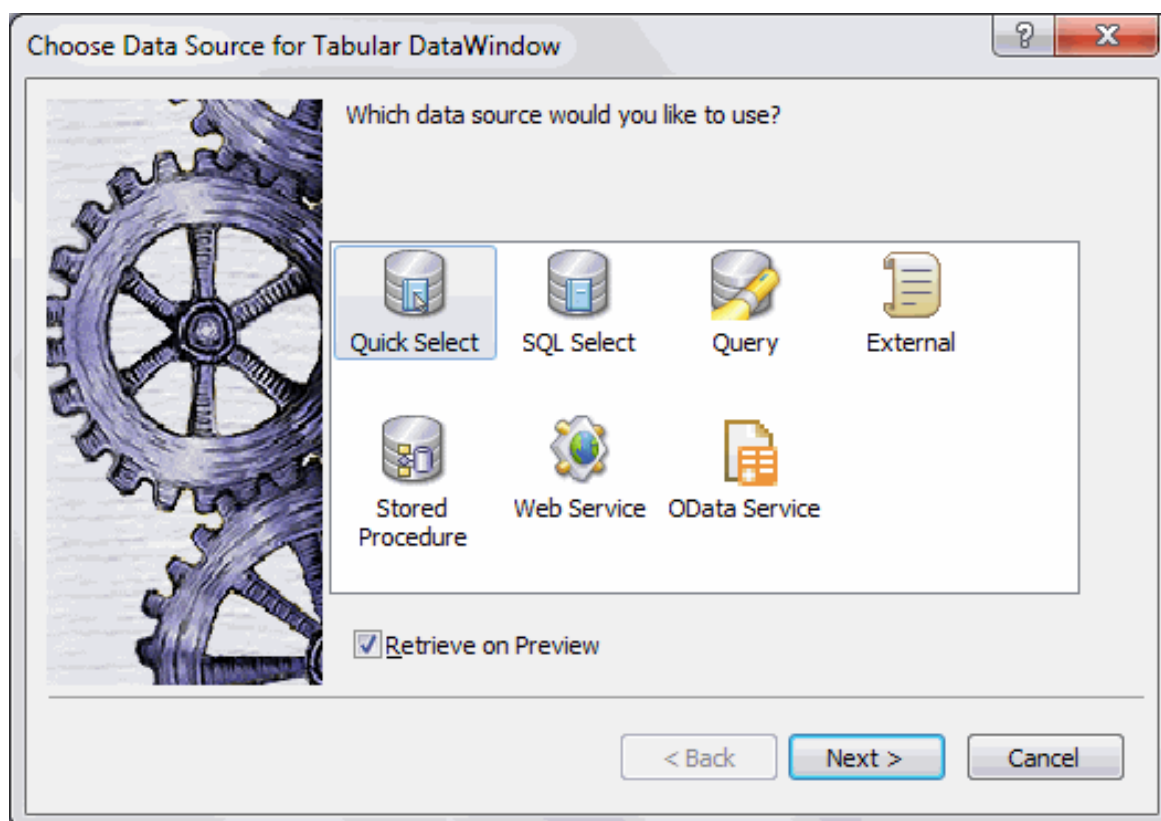 Choose Data Source for Tabular DataWindow
Which data source would you like to use?
Quick Select
SQL Select
Query
External
Stored
Procedure
Web Service
OData Service
Retrieve on Preview
< Back
Next >
Cancel